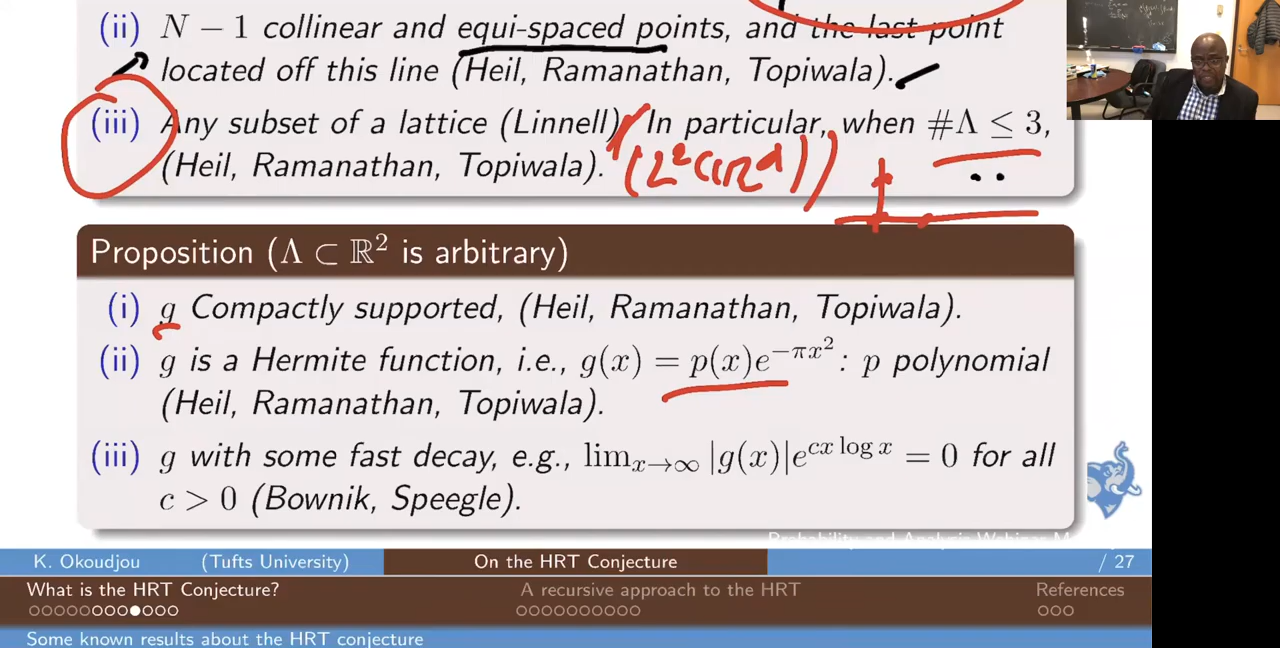 (ii) N − 1 collinear and equi-spaced points, and the last point
located off this line (Heil, Ramanathan, Topiwala).
(iii) Any subset of a lattice (Linnell). In particular, when #Λ ≤ 3,
(Heil, Ramanathan, Topiwala).
(L²(ℝᵈ))
Proposition (Λ ⊂ ℝ² is arbitrary)
(i) g Compactly supported, (Heil, Ramanathan, Topiwala).
(ii) g is a Hermite function, i.e., g(x) = p(x)e^{−πx²}: p polynomial
(Heil, Ramanathan, Topiwala).
(iii) g with some fast decay, e.g., lim_{x→∞} |g(x)|e^{cx log x} = 0 for all
c > 0 (Bownik, Speegle).
Probability and Analysis Webinar
K. Okoudjou (Tufts University) On the HRT Conjecture / 27
What is the HRT Conjecture? A recursive approach to the HRT References
Some known results about the HRT conjecture